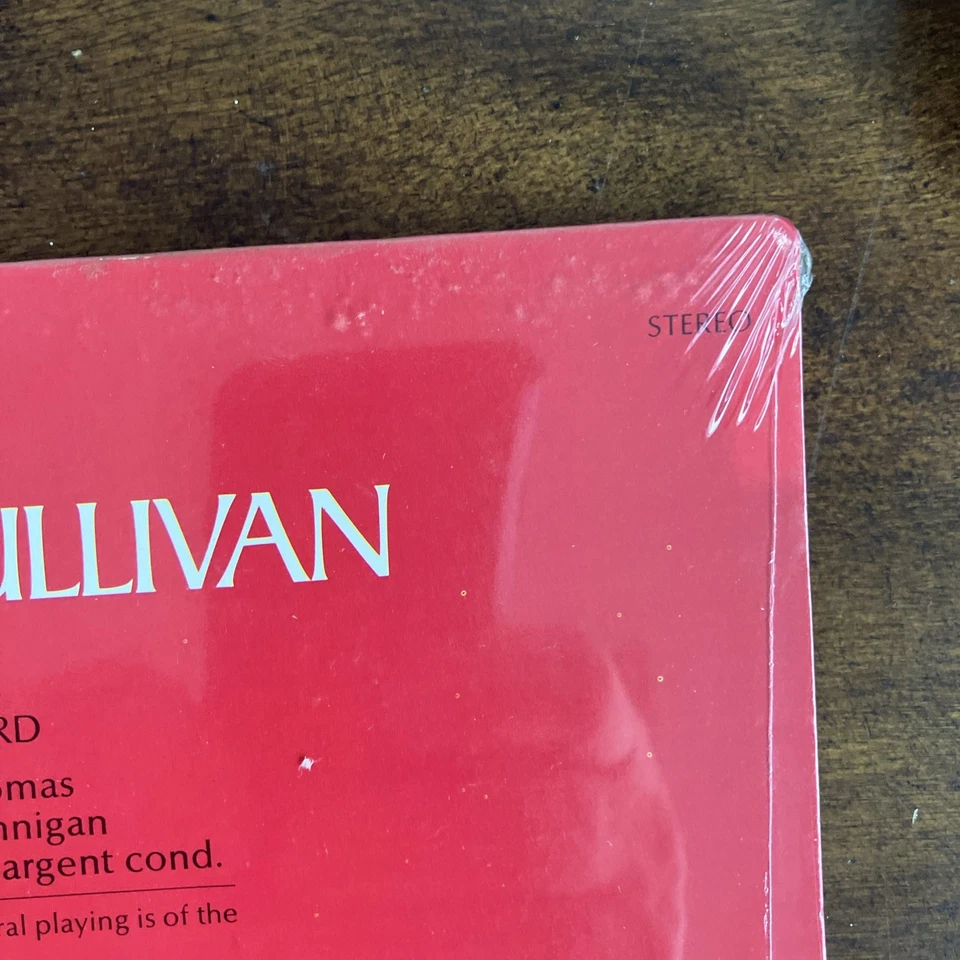 STEREO
ULLIVAN
RD
omas
nnigan
argent cond.
ral playing is of the